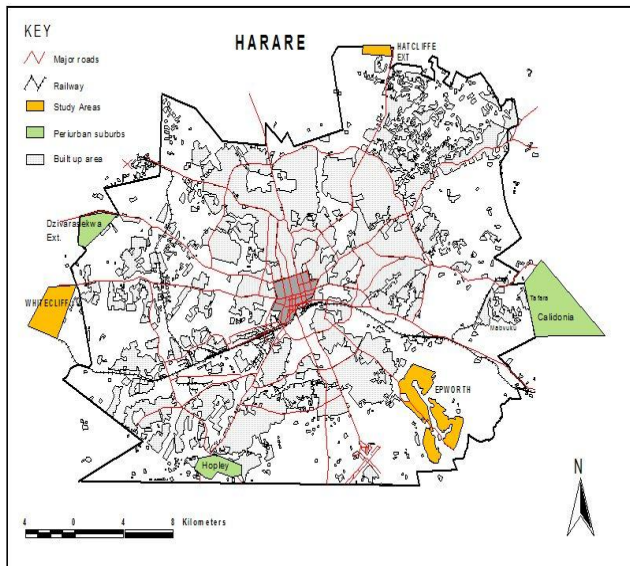 KEY
HARARE
Major roads
Railway
Study Areas
Periurban suburbs
Built up area
HATCLIFFE
EXT
Dzivarasekwa
Ext.
WHITECLIFF
Tafara
Calidonia
Mabvuku
EPWORTH
Hopley
N
4 0 4 8 Kilometers